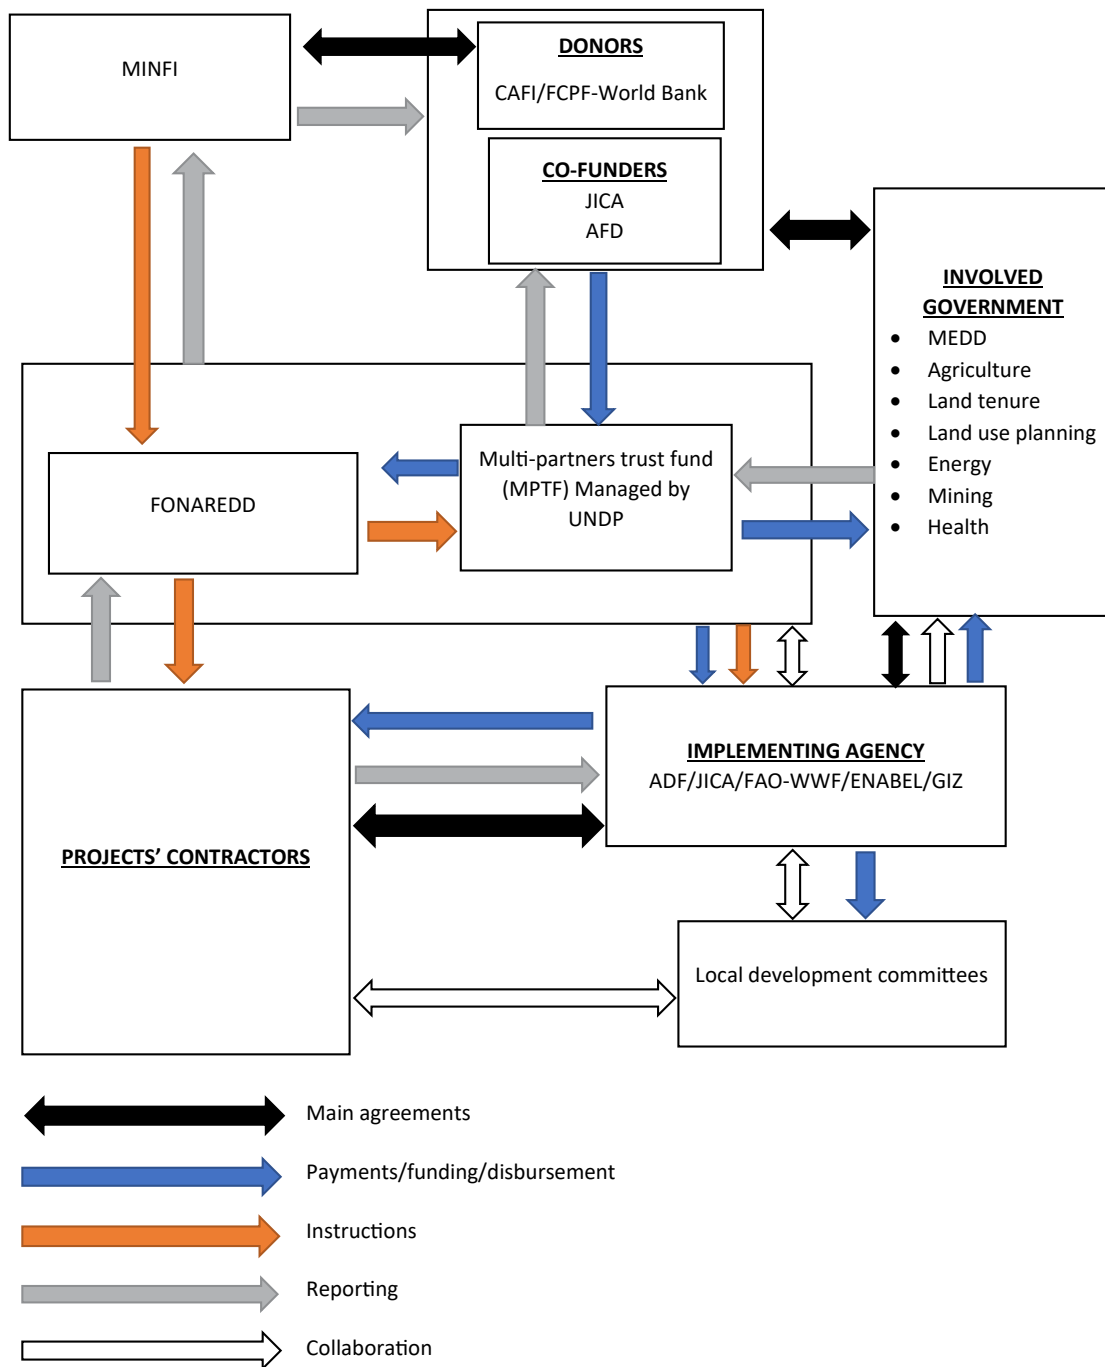 MINFI
DONORS
CAFI/FCPF-World Bank
CO-FUNDERS
JICA
AFD
INVOLVED
GOVERNMENT
• MEDD
• Agriculture
• Land tenure
• Land use planning
• Energy
• Mining
• Health
FONAREDD
Multi-partners trust fund
(MPTF) Managed by
UNDP
PROJECTS’ CONTRACTORS
IMPLEMENTING AGENCY
ADF/JICA/FAO-WWF/ENABEL/GIZ
Local development committees
Main agreements
Payments/funding/disbursement
Instructions
Reporting
Collaboration